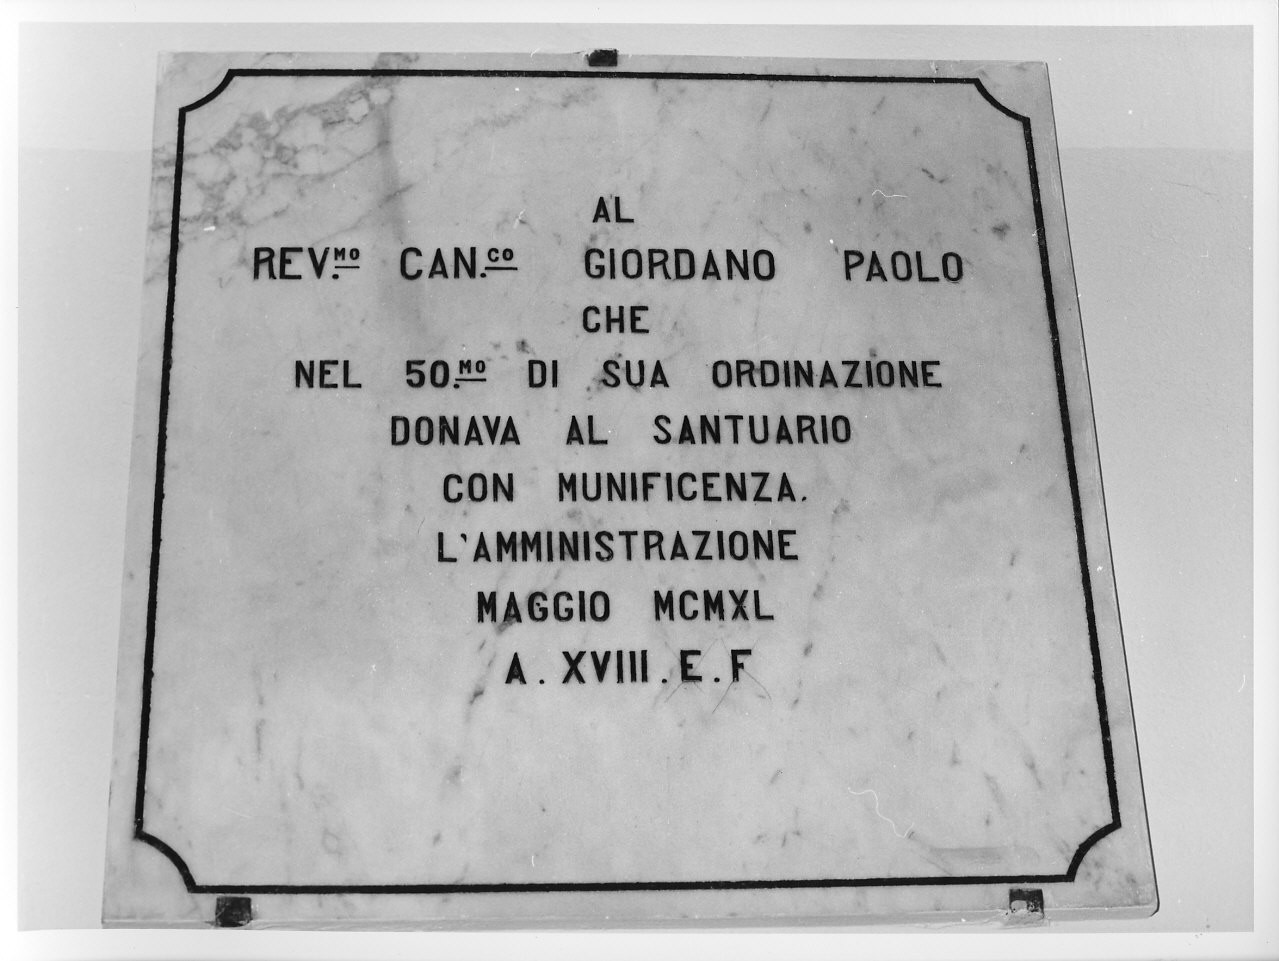 AL
REV.MO CAN.CO GIORDANO PAOLO
CHE
NEL 50.MO DI SUA ORDINAZIONE
DONAVA AL SANTUARIO
CON MUNIFICENZA.
L'AMMINISTRAZIONE
MAGGIO MCMXL
A. XVIII. E. F